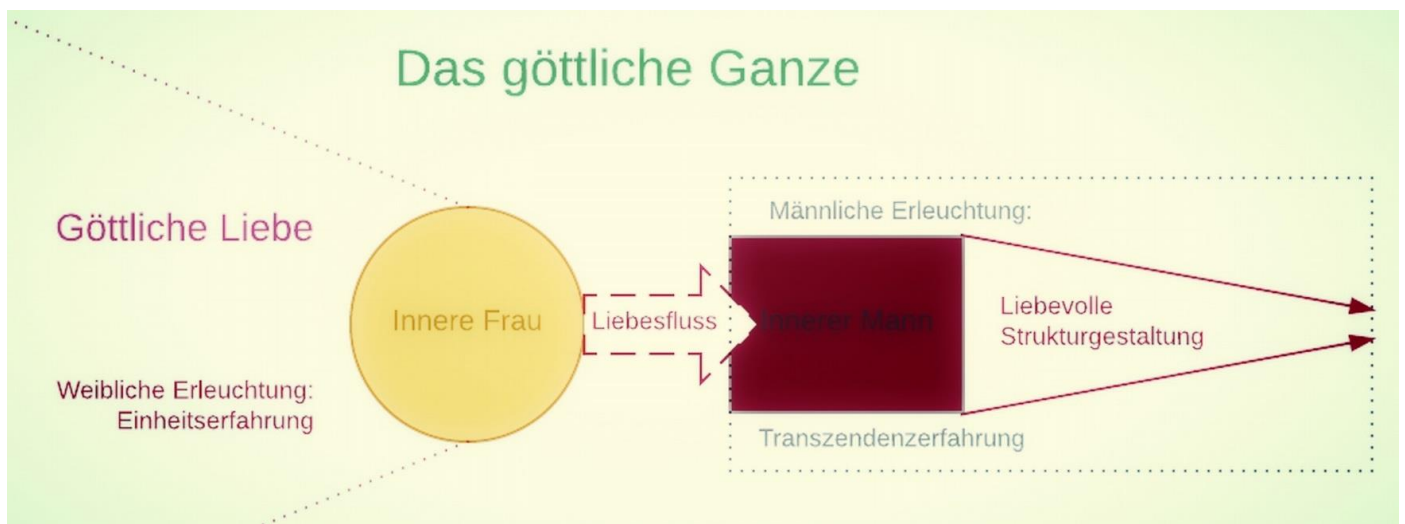 Das göttliche Ganze
Göttliche Liebe
Weibliche Erleuchtung:
Einheitserfahrung
Innere Frau
Liebesfluss
Männliche Erleuchtung:
Innerer Mann
Transzendenzerfahrung
Liebevolle
Strukturgestaltung